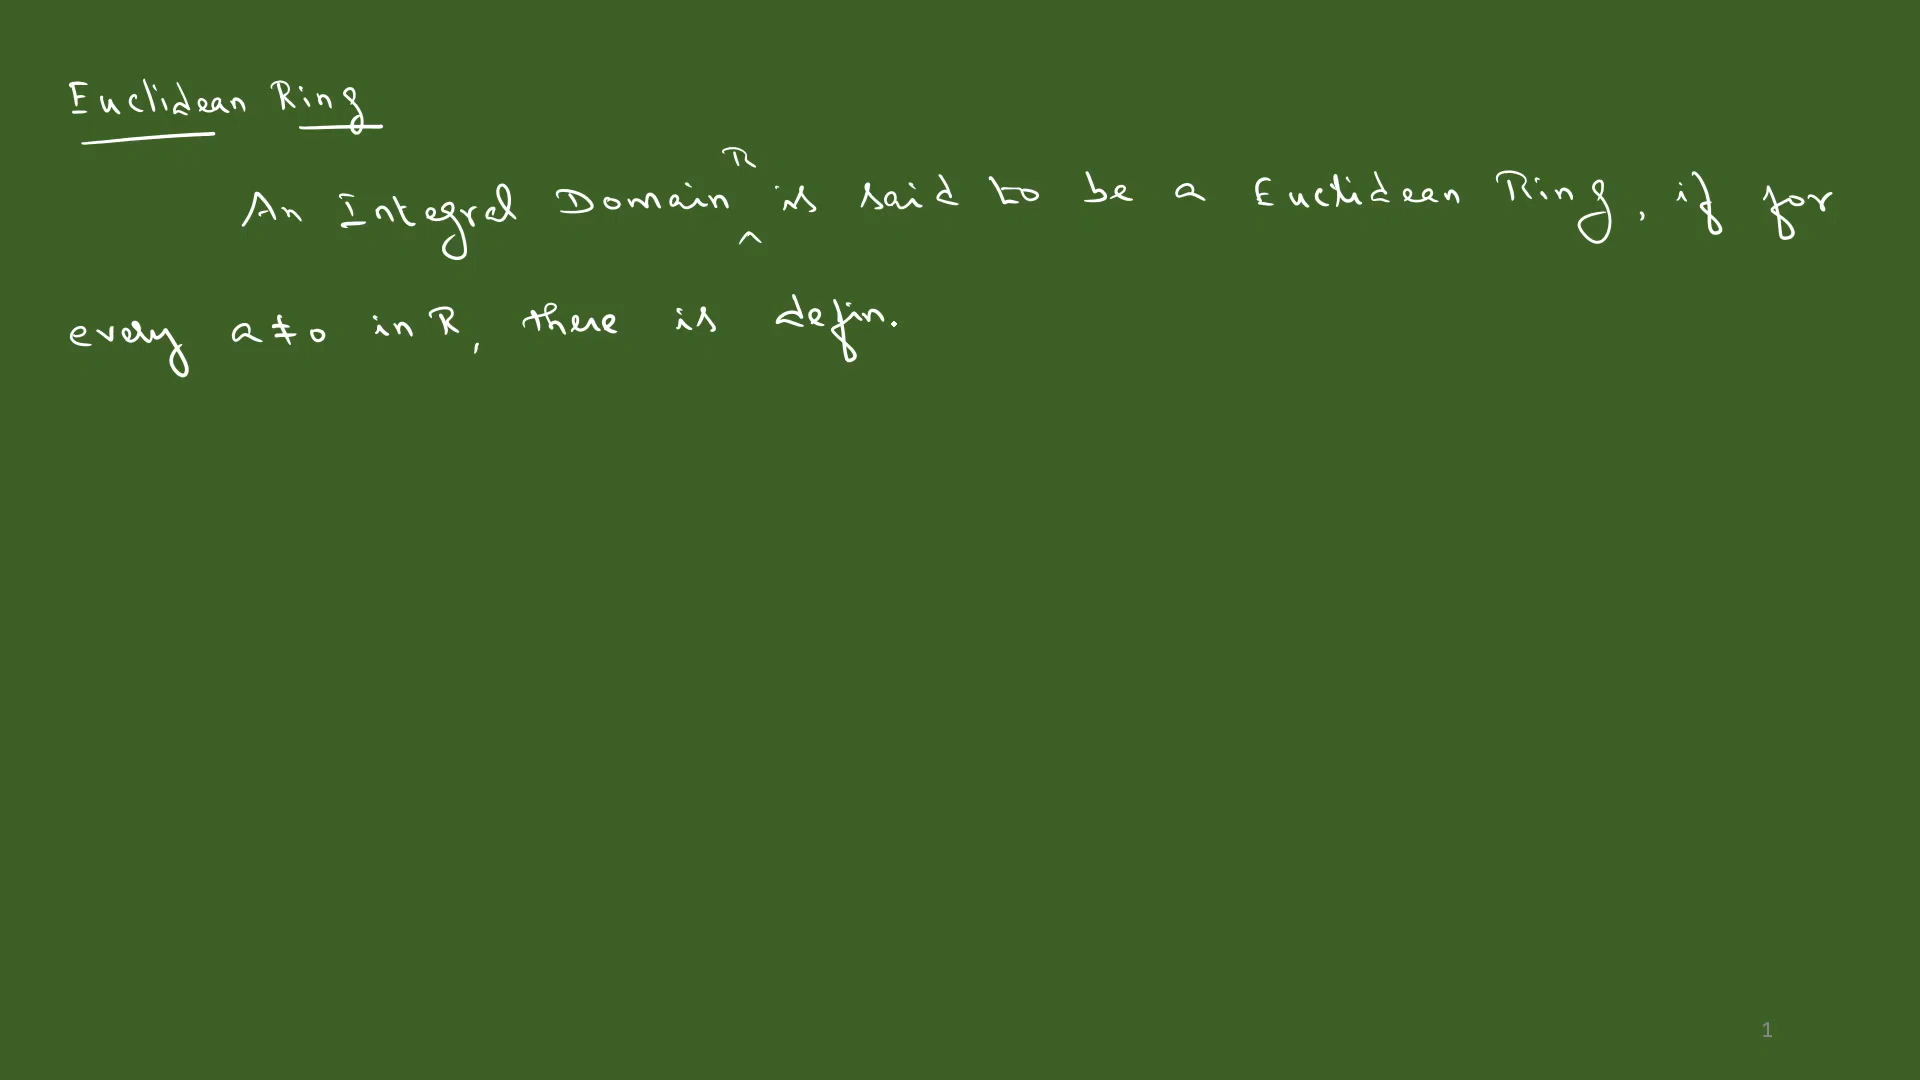 Euclidean Ring
An Integral Domain R is said to be a Euclidean Ring, if for
every a≠0 in R, there is defin.
1